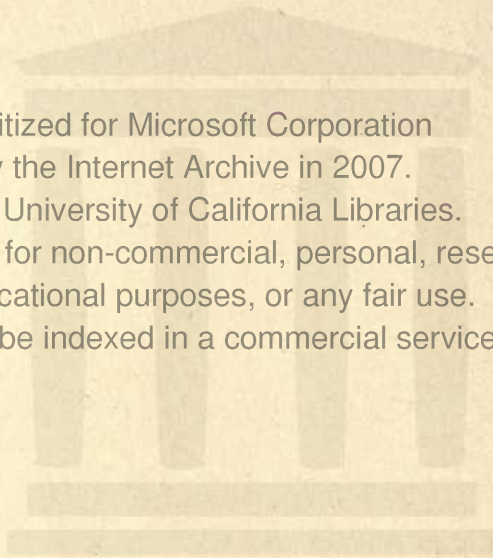 itized for Microsoft Corporation
the Internet Archive in 2007.
University of California Libraries.
for non-commercial, personal, rese
cational purposes, or any fair use.
be indexed in a commercial service